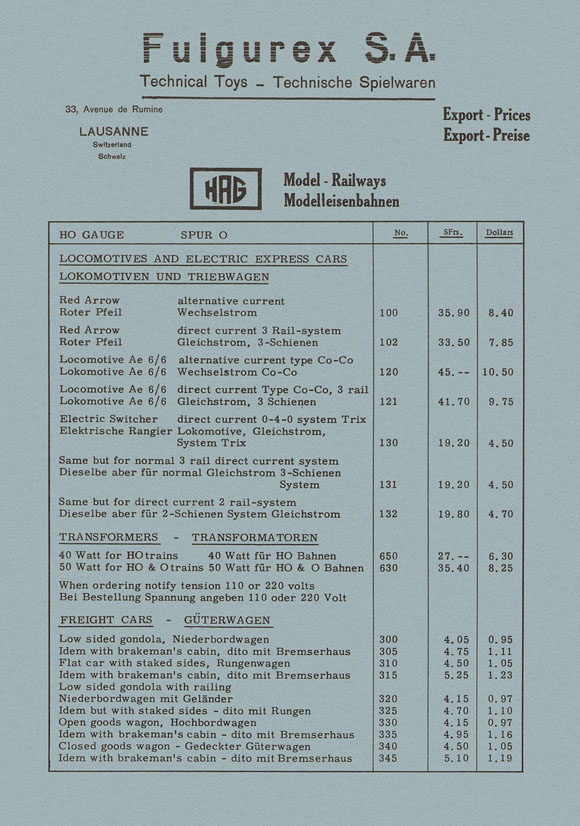 Fulgurex S.A.
Technical Toys – Technische Spielwaren
33, Avenue de Rumine
LAUSANNE
Switzerland
Schweiz
Export - Prices
Export - Preise
HAG
Model - Railways
Modelleisenbahnen
HO GAUGE SPUR O No. SFrs. Dollars
LOCOMOTIVES AND ELECTRIC EXPRESS CARS
LOKOMOTIVEN UND TRIEBWAGEN
Red Arrow alternative current
Roter Pfeil Wechselstrom 100 35.90 8.40
Red Arrow direct current 3 Rail-system
Roter Pfeil Gleichstrom, 3-Schienen 102 33.50 7.85
Locomotive Ae 6/6 alternative current type Co-Co
Lokomotive Ae 6/6 Wechselstrom Co-Co 120 45.-- 10.50
Locomotive Ae 6/6 direct current Type Co-Co, 3 rail
Lokomotive Ae 6/6 Gleichstrom, 3 Schienen 121 41.70 9.75
Electric Switcher direct current 0-4-0 system Trix
Elektrische Rangier Lokomotive, Gleichstrom,
System Trix 130 19.20 4.50
Same but for normal 3 rail direct current system
Dieselbe aber für normal Gleichstrom 3-Schienen
System 131 19.20 4.50
Same but for direct current 2 rail-system
Dieselbe aber für 2-Schienen System Gleichstrom 132 19.80 4.70
TRANSFORMERS - TRANSFORMATOREN
40 Watt for HO trains 40 Watt für HO Bahnen 650 27.-- 6.30
50 Watt for HO & O trains 50 Watt für HO & O Bahnen 630 35.40 8.25
When ordering notify tension 110 or 220 volts
Bei Bestellung Spannung angeben 110 oder 220 Volt
FREIGHT CARS - GÜTERWAGEN
Low sided gondola, Niederbordwagen 300 4.05 0.95
Idem with brakeman's cabin, dito mit Bremserhaus 305 4.75 1.11
Flat car with staked sides, Rungenwagen 310 4.50 1.05
Idem with brakeman's cabin, dito mit Bremserhaus 315 5.25 1.23
Low sided gondola with railing
Niederbordwagen mit Geländer 320 4.15 0.97
Idem but with staked sides - dito mit Rungen 325 4.70 1.10
Open goods wagon, Hochbordwagen 330 4.15 0.97
Idem with brakeman's cabin - dito mit Bremserhaus 335 4.95 1.16
Closed goods wagon - Gedeckter Güterwagen 340 4.50 1.05
Idem with brakeman's cabin - dito mit Bremserhaus 345 5.10 1.19